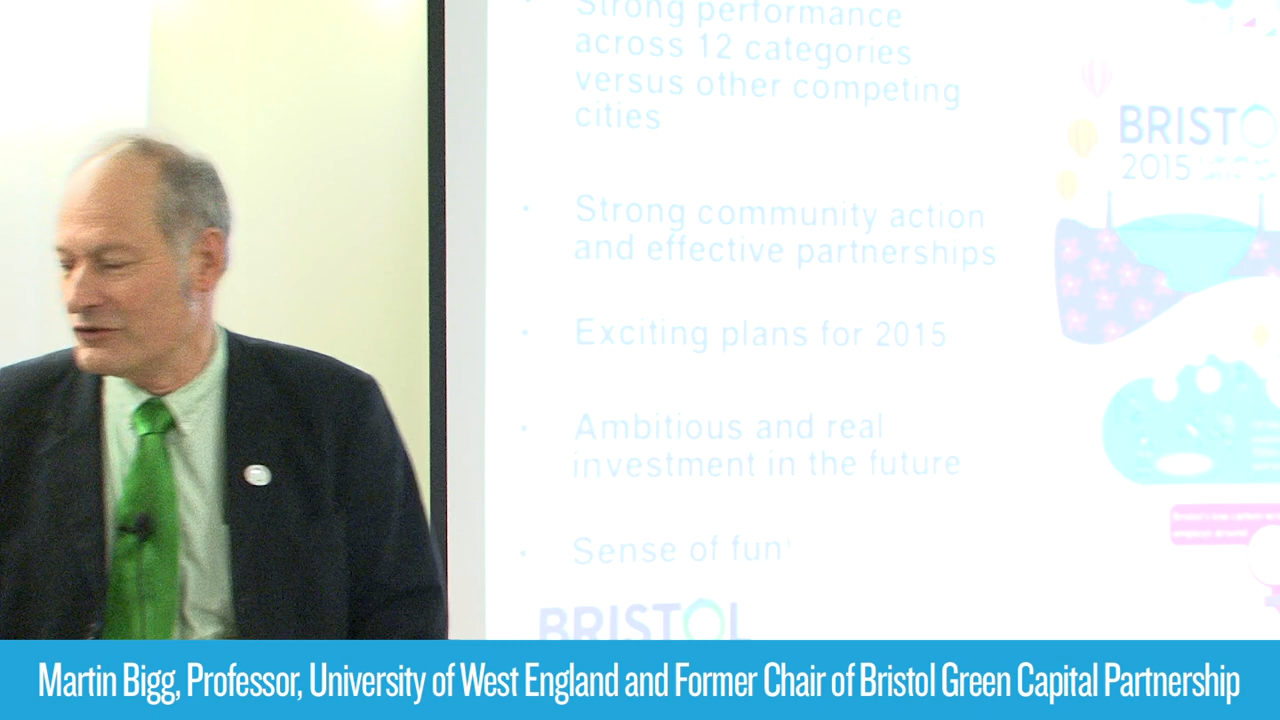 Strong performance
across 12 categories
versus other competing
cities
Strong community action
and effective partnerships
Exciting plans for 2015
Ambitious and real
investment in the future
Sense of fun
BRISTOL
BRISTO
2015
Martin Bigg, Professor, University of West England and Former Chair of Bristol Green Capital Partnership